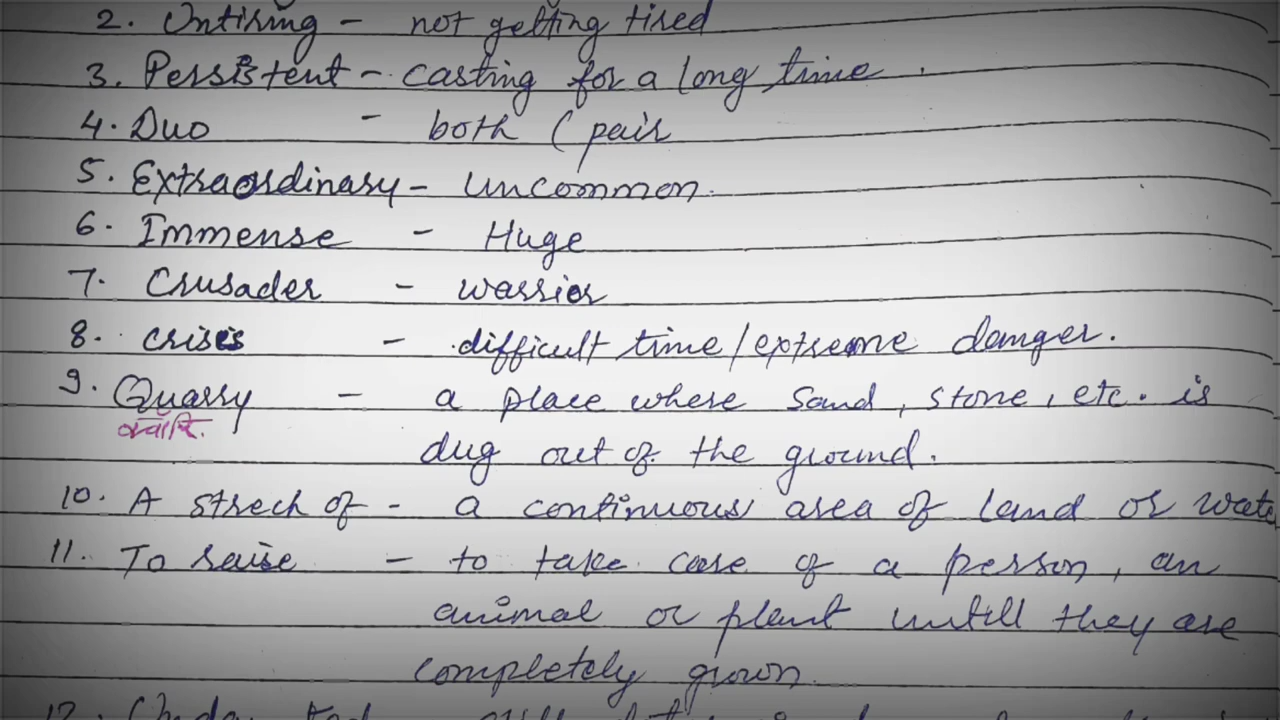 2. Untiring - not getting tired
3. Persistent - casting for a long time.
4. Duo - both (pair
5. Extraordinary - uncommon.
6. Immense - Huge
7. Crusader - warrior
8. crisis - difficult time/extreme danger.
9. Quarry - a place where sand, stone, etc. is
dug out of the ground.
10. A strech of - a continuous area of land or wate
11. To raise - to take care of a person, an
animal or plant untill they are
completely grown.
12.